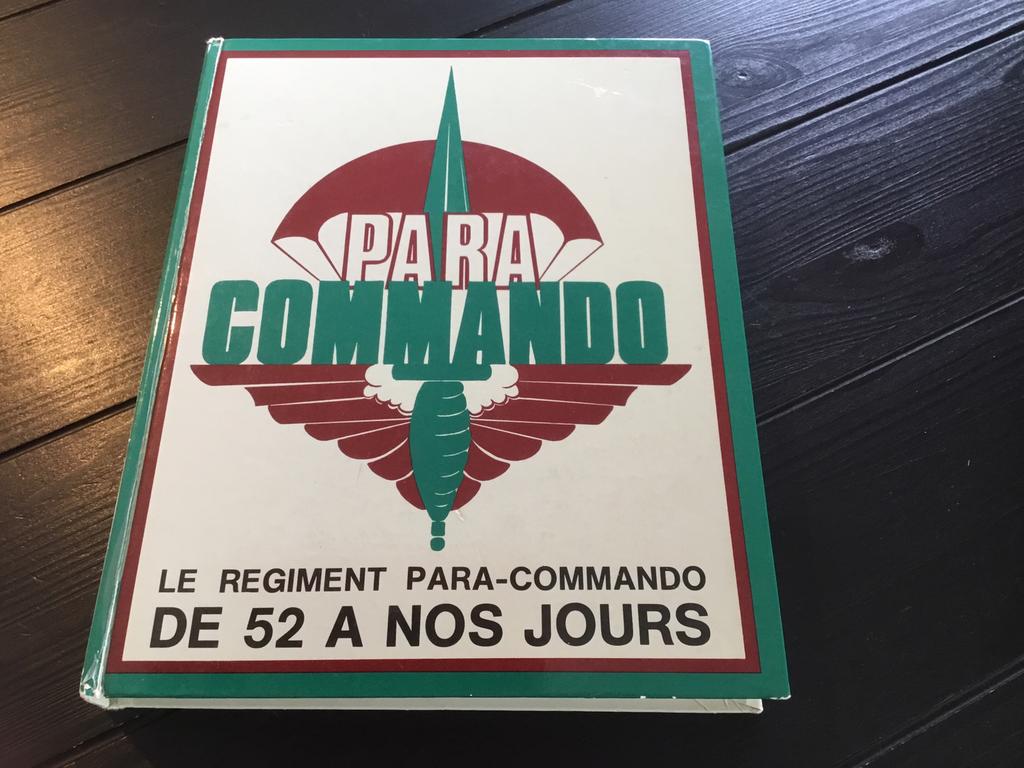 PARA
COMMANDO
LE REGIMENT PARA-COMMANDO
DE 52 A NOS JOURS